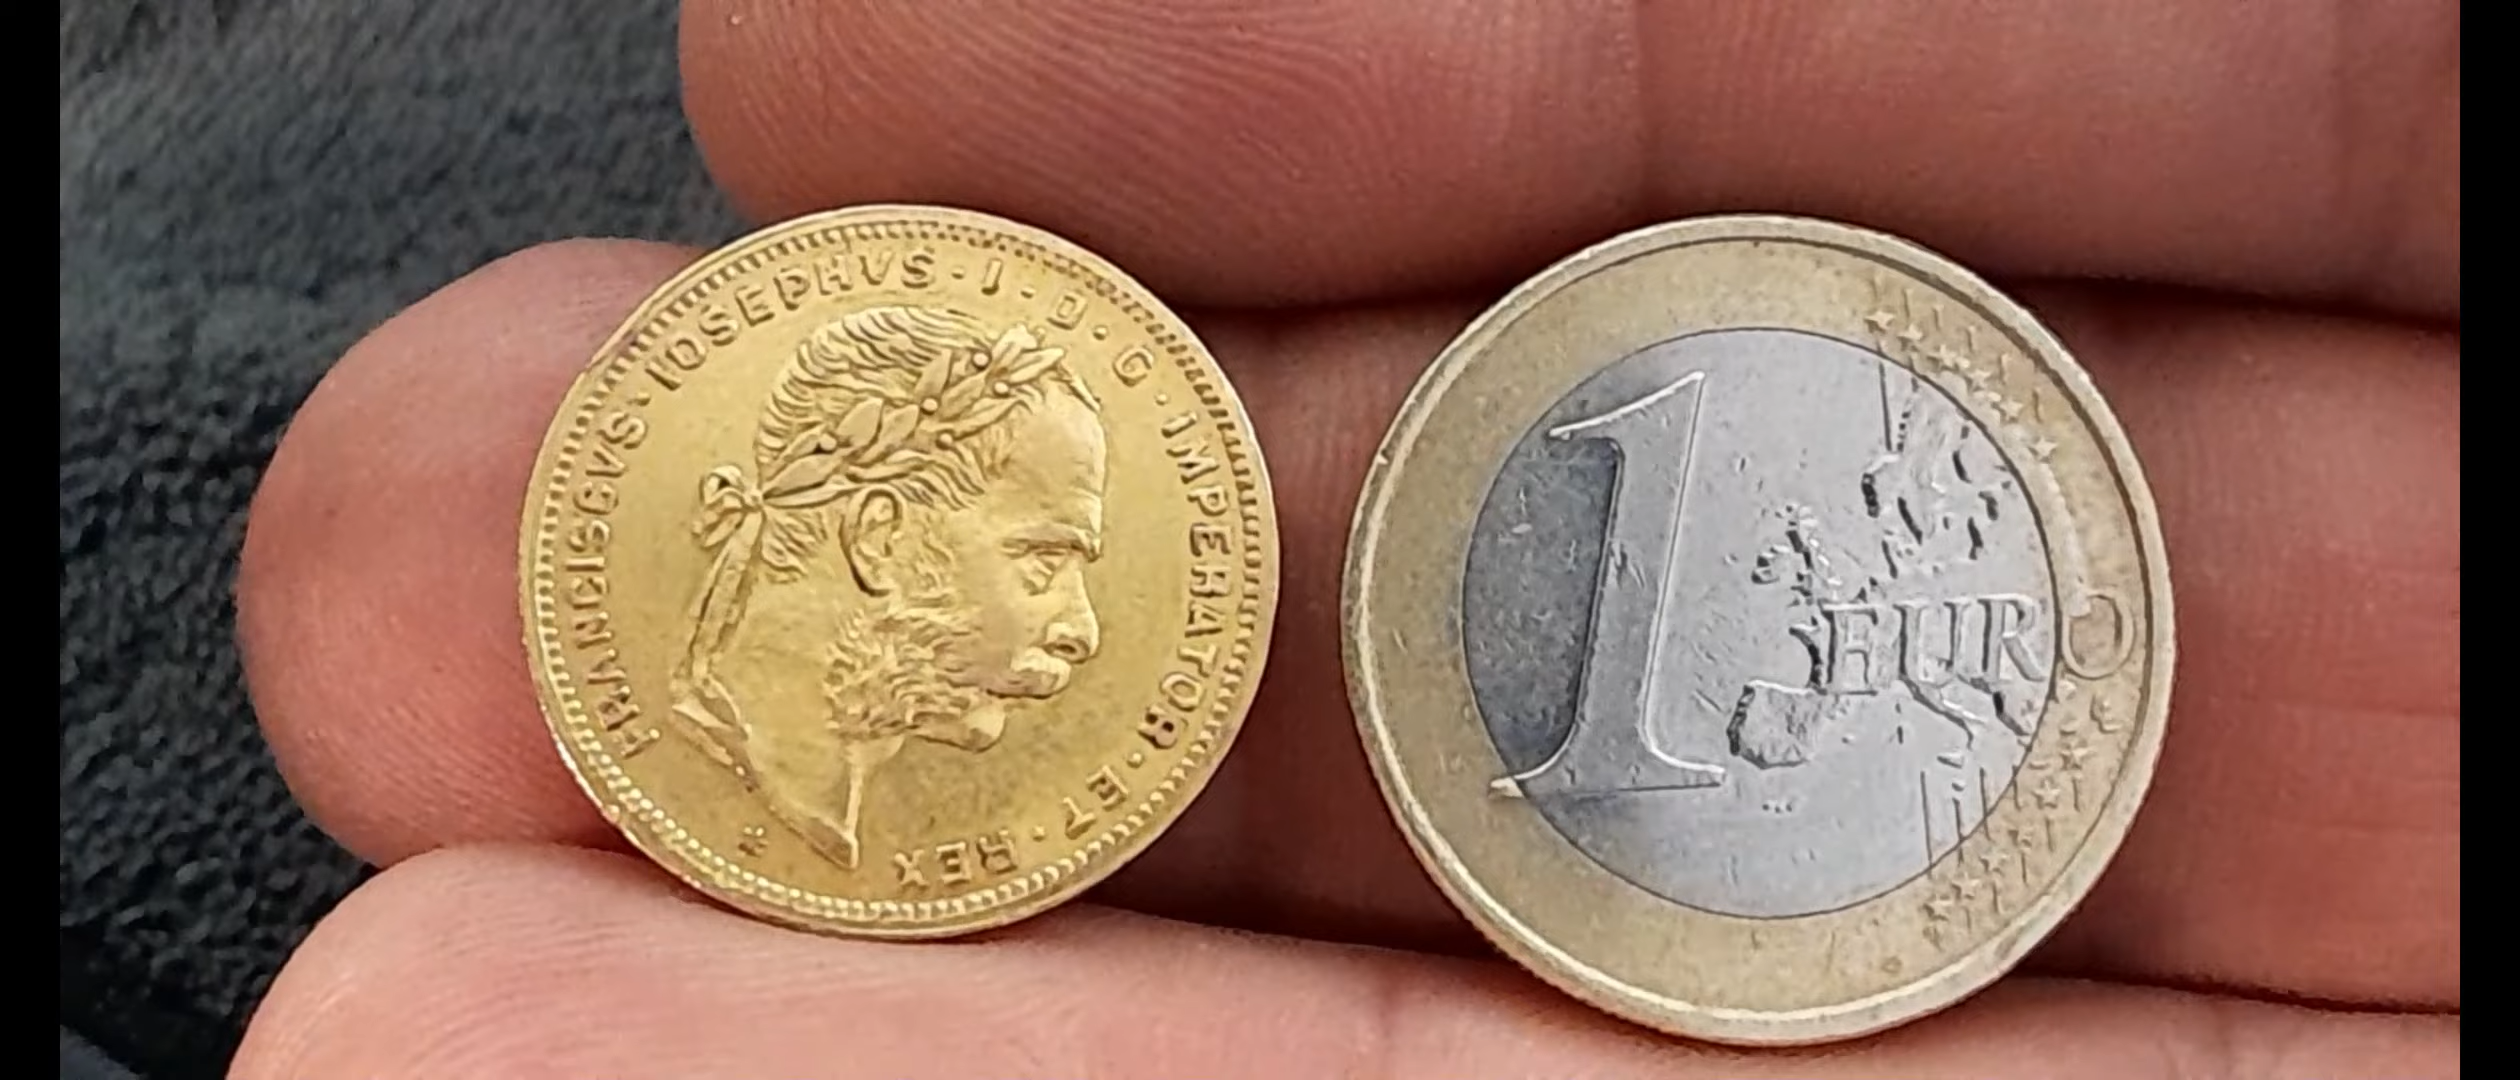 FRANCISCVS · IOSEPHVS · I · D · G · IMPERATOR · ET · REX
1 EURO